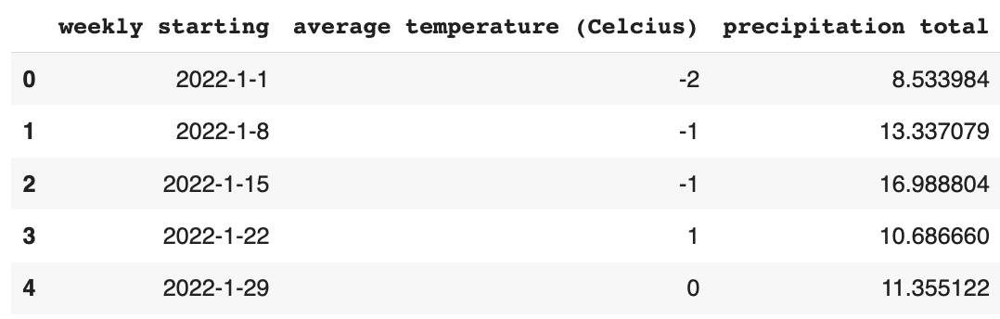 weekly starting average temperature (Celcius) precipitation total
0 2022-1-1 -2 8.533984
1 2022-1-8 -1 13.337079
2 2022-1-15 -1 16.988804
3 2022-1-22 1 10.686660
4 2022-1-29 0 11.355122